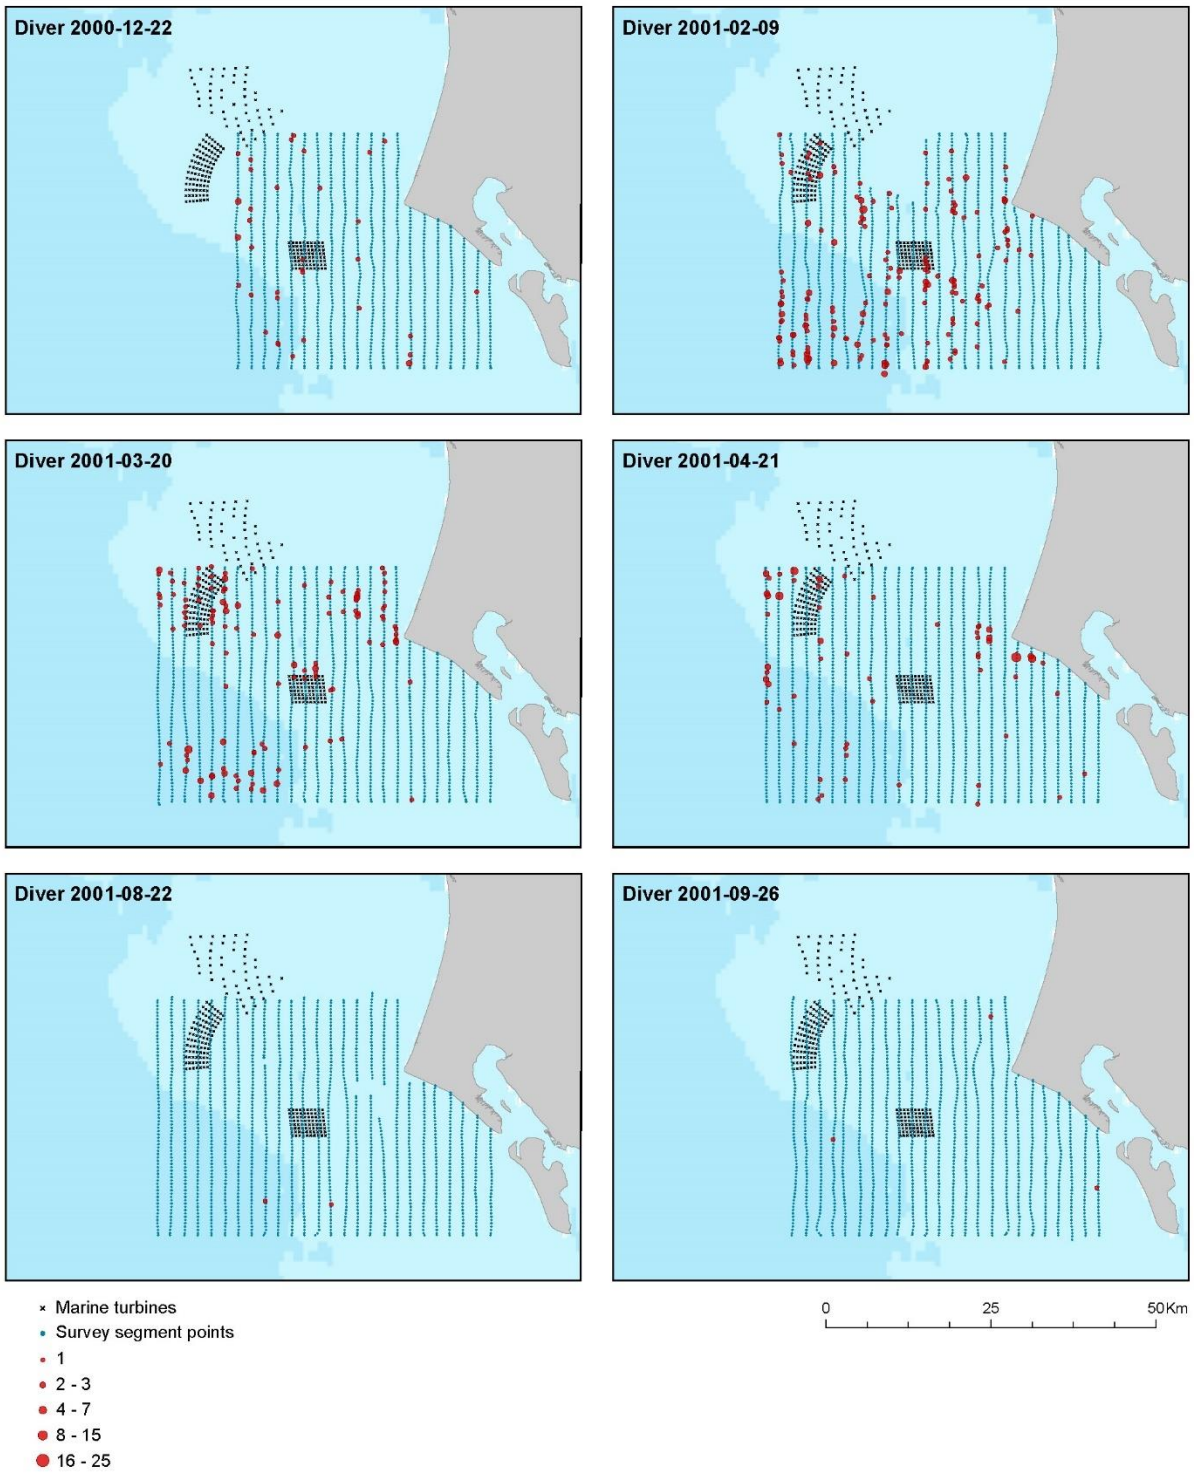 Diver 2000-12-22
Diver 2001-02-09
Diver 2001-03-20
Diver 2001-04-21
Diver 2001-08-22
Diver 2001-09-26
Marine turbines
Survey segment points
1
2 - 3
4 - 7
8 - 15
16 - 25
0 25 50 Km